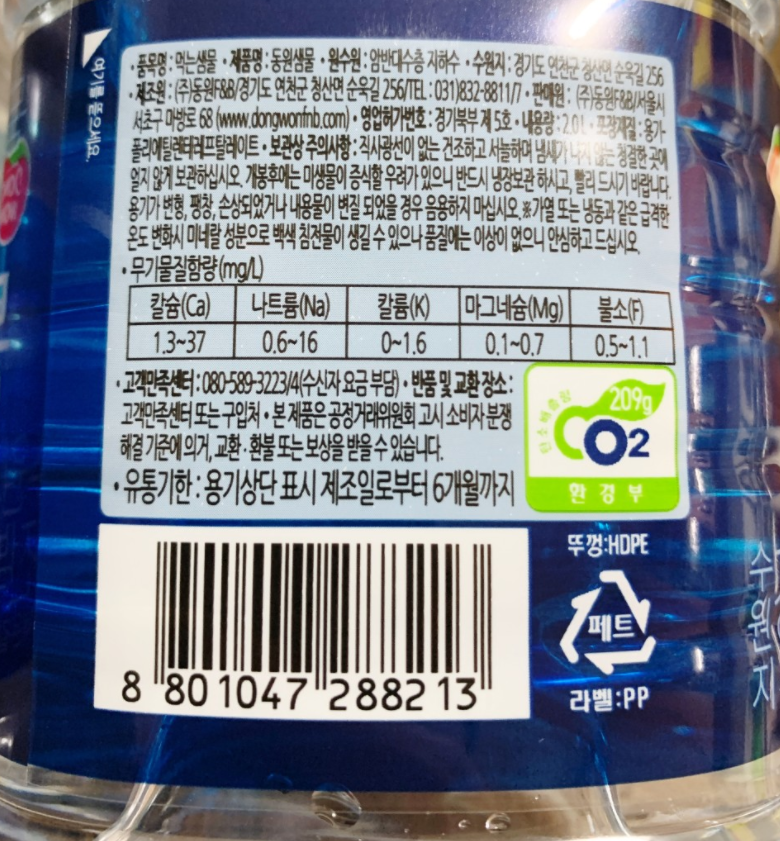 여기를 뜯으세요.
• 품목명 : 먹는샘물 • 제품명 : 동원샘물 • 원수원 : 암반대수층 지하수 • 수원지 : 경기도 연천군 청산면 순욱길 256
• 제조원 : (주)동원F&B/경기도 연천군 청산면 순욱길 256/TEL : 031)832-8811/7 • 판매원 : (주)동원F&B/서울시
서초구 마방로 68 (www.dongwonfnb.com) • 영업허가번호 : 경기북부 제 5호 • 내용량 : 2.0 L • 포장재질 : 용기-
폴리에틸렌테레프탈레이트 • 보관상 주의사항 : 직사광선이 없는 건조하고 서늘하며 냄새가 나지 않는 청결한 곳에
얼지 않게 보관하십시오. 개봉후에는 미생물이 증식할 우려가 있으니 반드시 냉장보관 하시고, 빨리 드시기 바랍니다.
용기가 변형, 팽창, 손상되었거나 내용물이 변질 되었을 경우 음용하지 마십시오. ※가열 또는 냉동과 같은 급격한
온도 변화시 미네랄 성분으로 백색 침전물이 생길 수 있으나 품질에는 이상이 없으니 안심하고 드십시오.
• 무기물질함량 (mg/L)
칼슘(Ca) 나트륨(Na) 칼륨(K) 마그네슘(Mg) 불소(F)
1.3~37 0.6~16 0~1.6 0.1~0.7 0.5~1.1
• 고객만족센터 : 080-589-3223/4(수신자 요금 부담) • 반품 및 교환 장소 :
고객만족센터 또는 구입처 • 본 제품은 공정거래위원회 고시 소비자 분쟁
해결 기준에 의거, 교환 · 환불 또는 보상을 받을 수 있습니다.
• 유통기한 : 용기상단 표시 제조일로부터 6개월까지
209g
CO2
환경부
8 801047 288213
뚜껑:HDPE
페트
라벨:PP
수원지